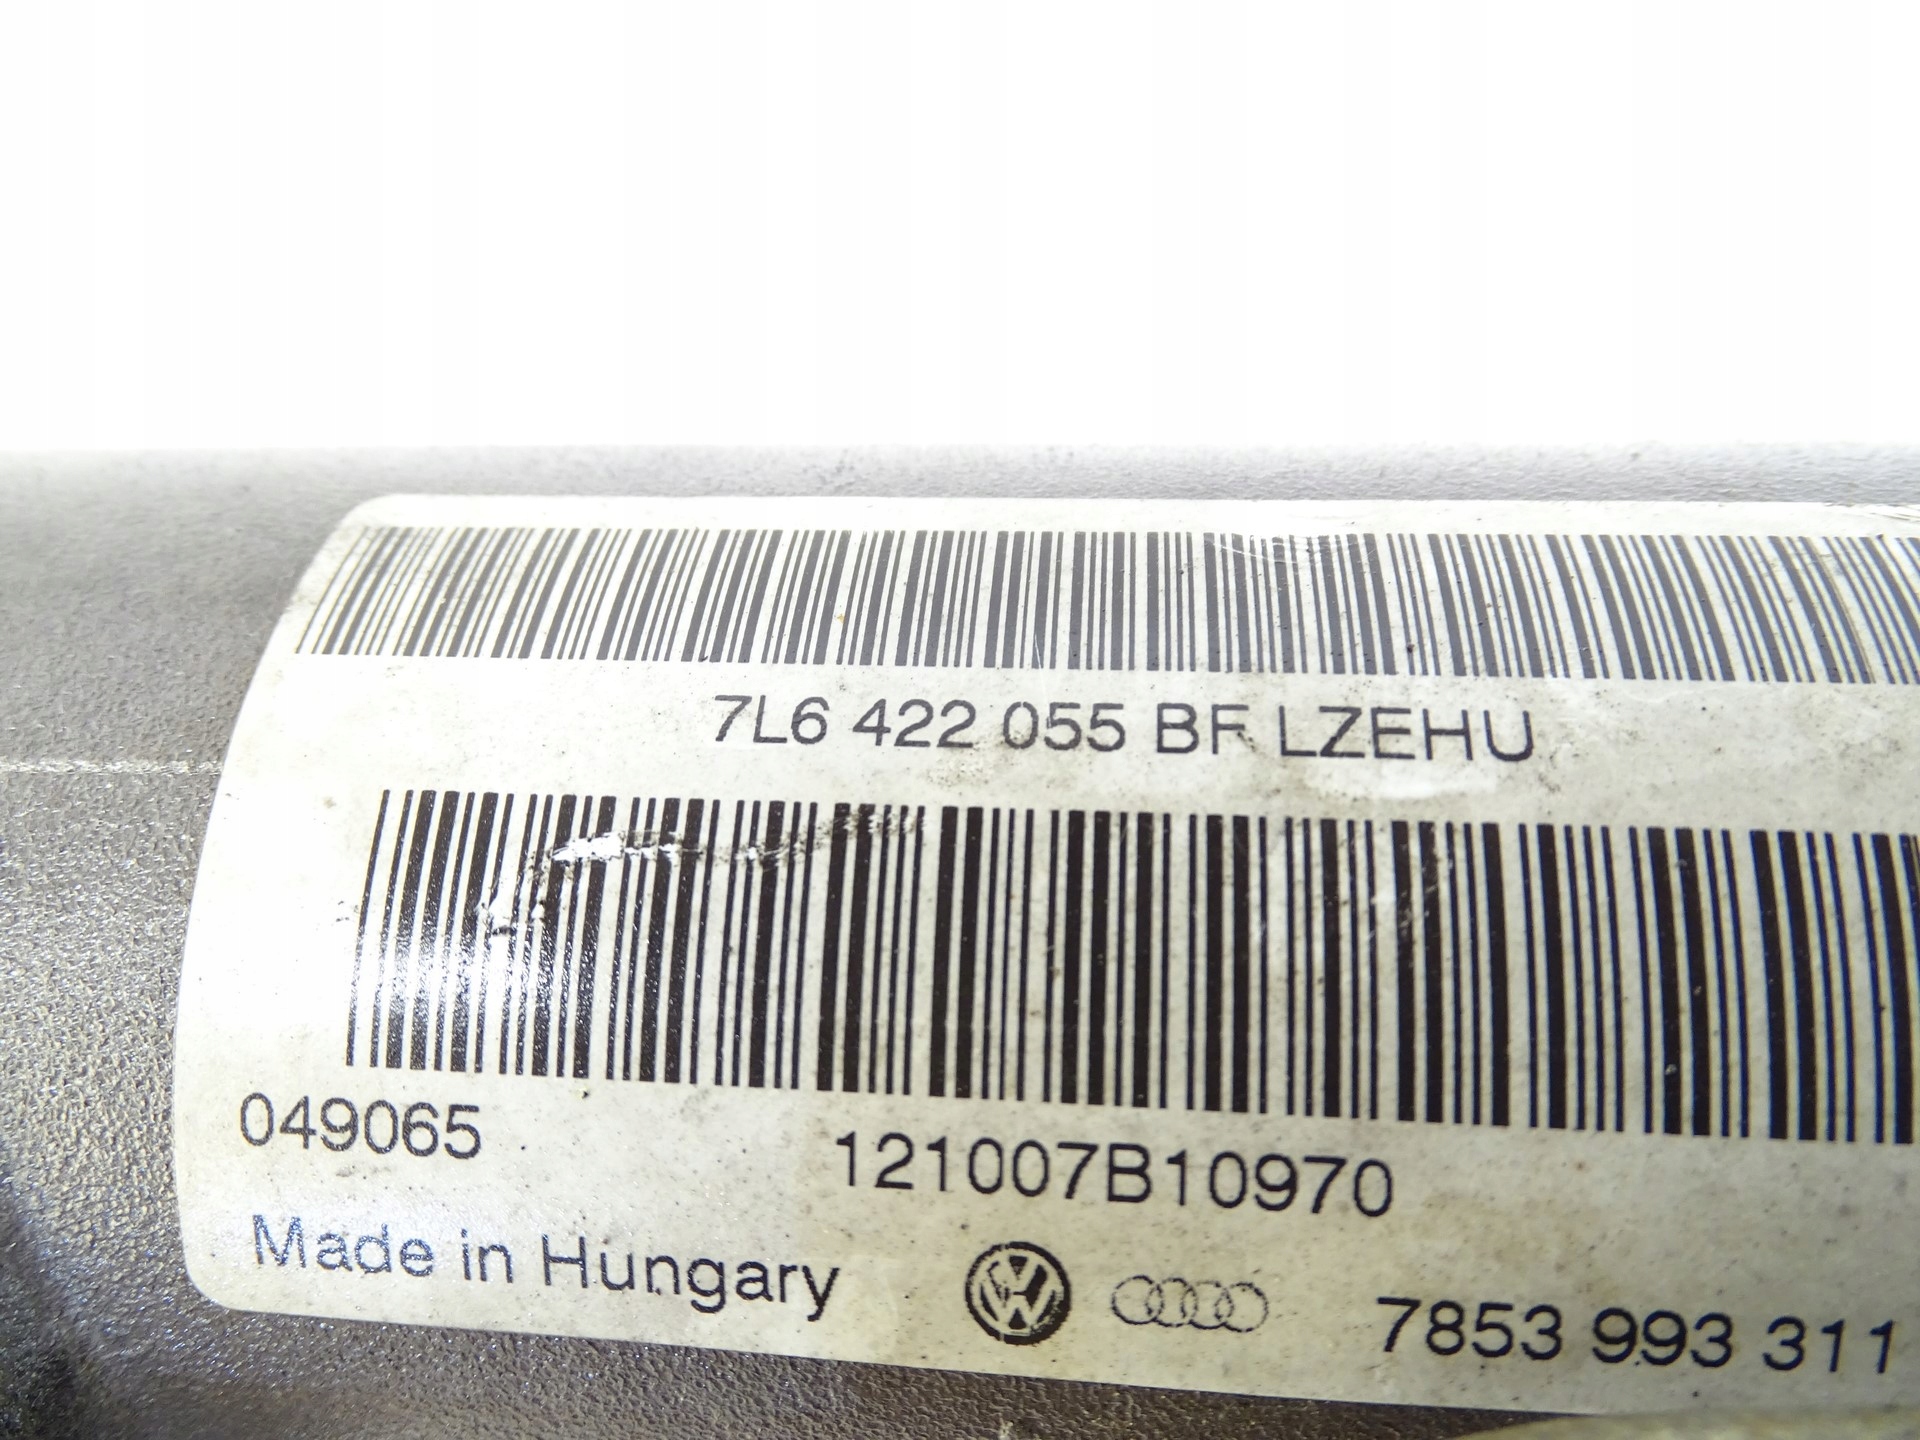 7L6 422 055 BF LZEHU
049065
121007B10970
Made in Hungary
7853 993 311